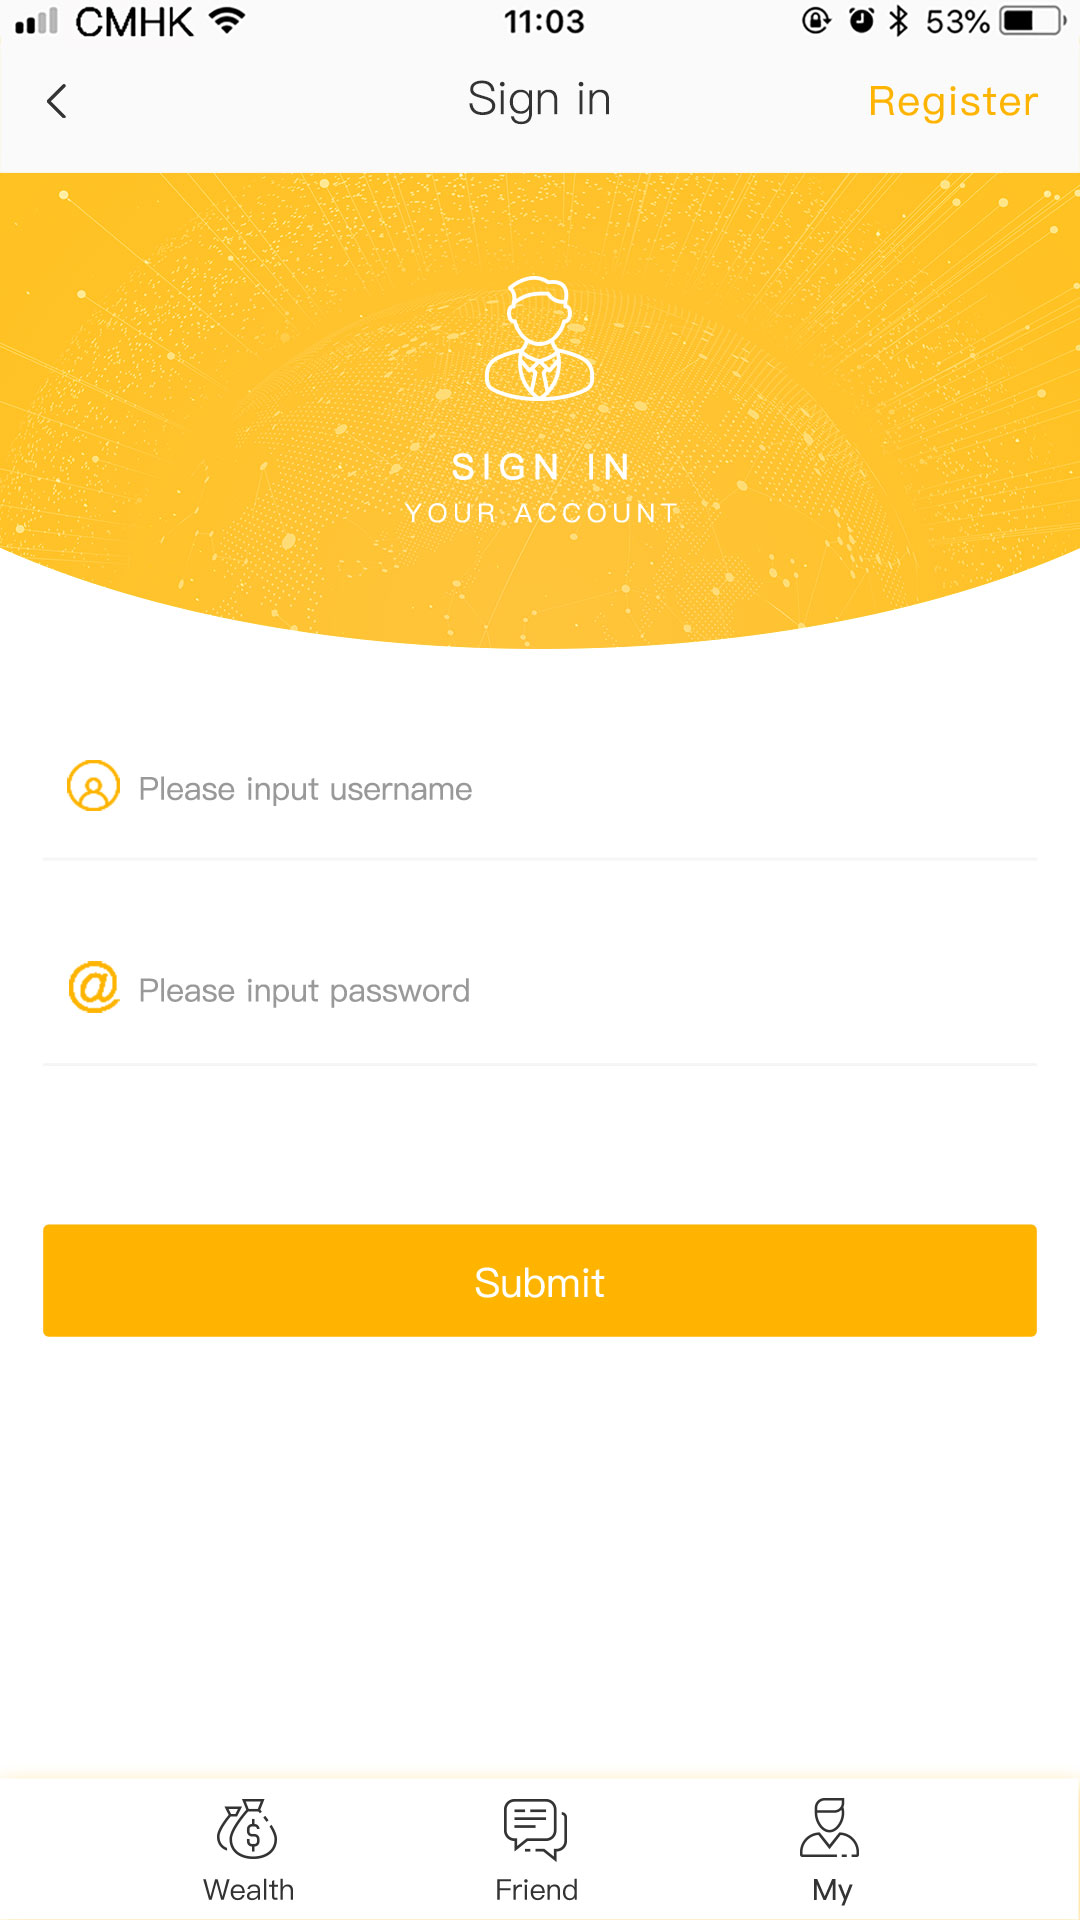 CMHK 11:03 53%
Sign in Register
SIGN IN
YOUR ACCOUNT
Please input username
@ Please input password
Submit
Wealth Friend My